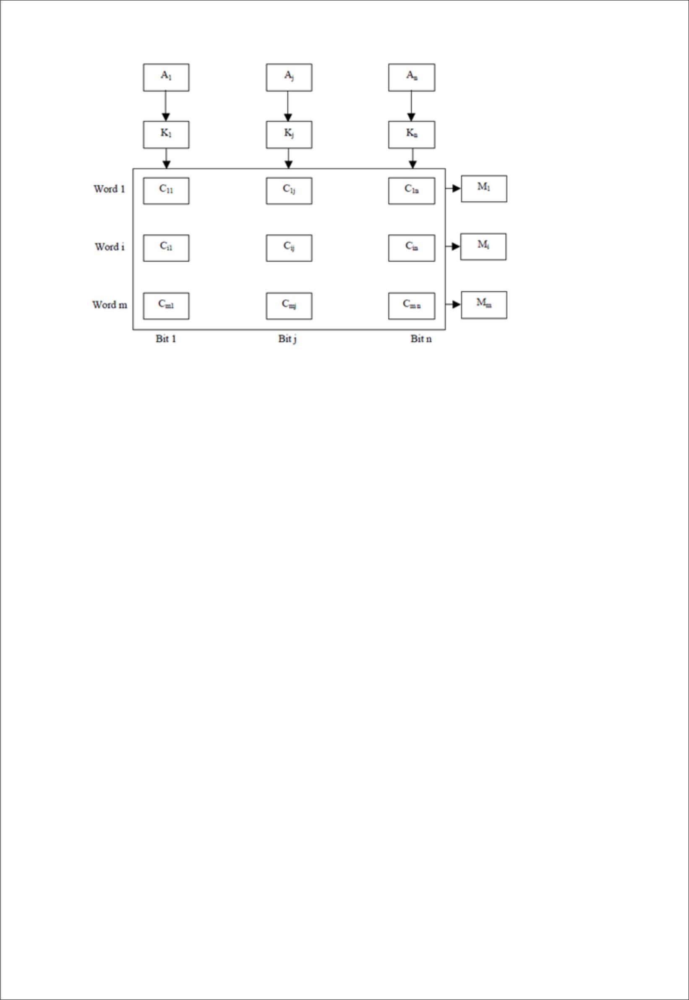 A₁ Aⱼ Aₙ
K₁ Kⱼ Kₙ
Word 1 C₁₁ C₁ⱼ C₁ₙ M₁
Word i Cᵢ₁ Cᵢⱼ Cᵢₙ Mᵢ
Word m Cₘ₁ Cₘⱼ Cₘₙ Mₘ
Bit 1 Bit j Bit n